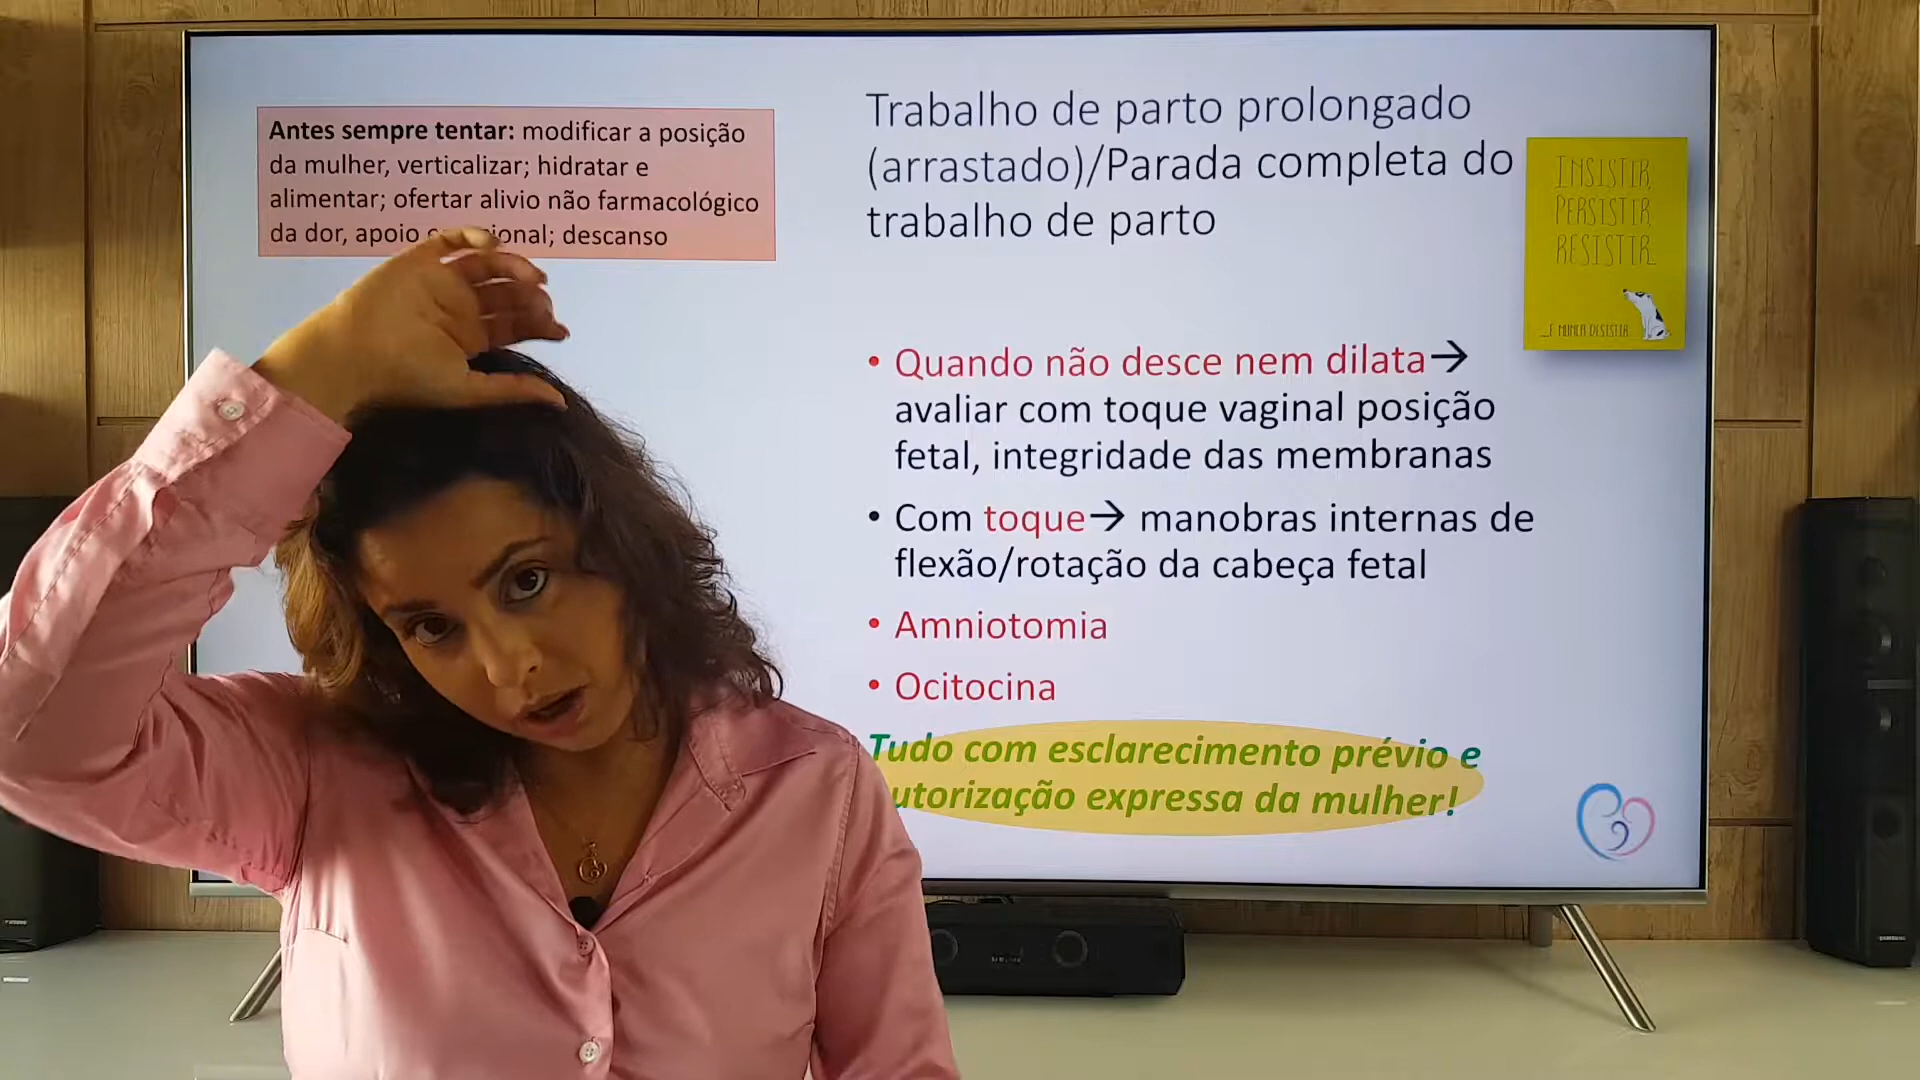 Antes sempre tentar: modificar a posição
da mulher, verticalizar; hidratar e
alimentar; ofertar alivio não farmacológico
da dor, apoio descanso
Trabalho de parto prolongado
(arrastado)/Parada completa do
trabalho de parto
INSISTIR,
PERSISTIR,
RESISTIR...
...E NUNCA DESISTIR
• Quando não desce nem dilata→
avaliar com toque vaginal posição
fetal, integridade das membranas
• Com toque→ manobras internas de
flexão/rotação da cabeça fetal
• Amniotomia
• Ocitocina
Tudo com esclarecimento prévio e
utorização expressa da mulher!
SAMSUNG